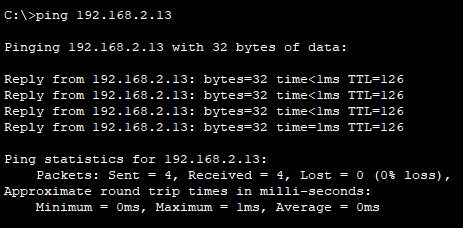 C:\>ping 192.168.2.13
Pinging 192.168.2.13 with 32 bytes of data:
Reply from 192.168.2.13: bytes=32 time<1ms TTL=126
Reply from 192.168.2.13: bytes=32 time<1ms TTL=126
Reply from 192.168.2.13: bytes=32 time<1ms TTL=126
Reply from 192.168.2.13: bytes=32 time=1ms TTL=126
Ping statistics for 192.168.2.13:
    Packets: Sent = 4, Received = 4, Lost = 0 (0% loss),
Approximate round trip times in milli-seconds:
    Minimum = 0ms, Maximum = 1ms, Average = 0ms